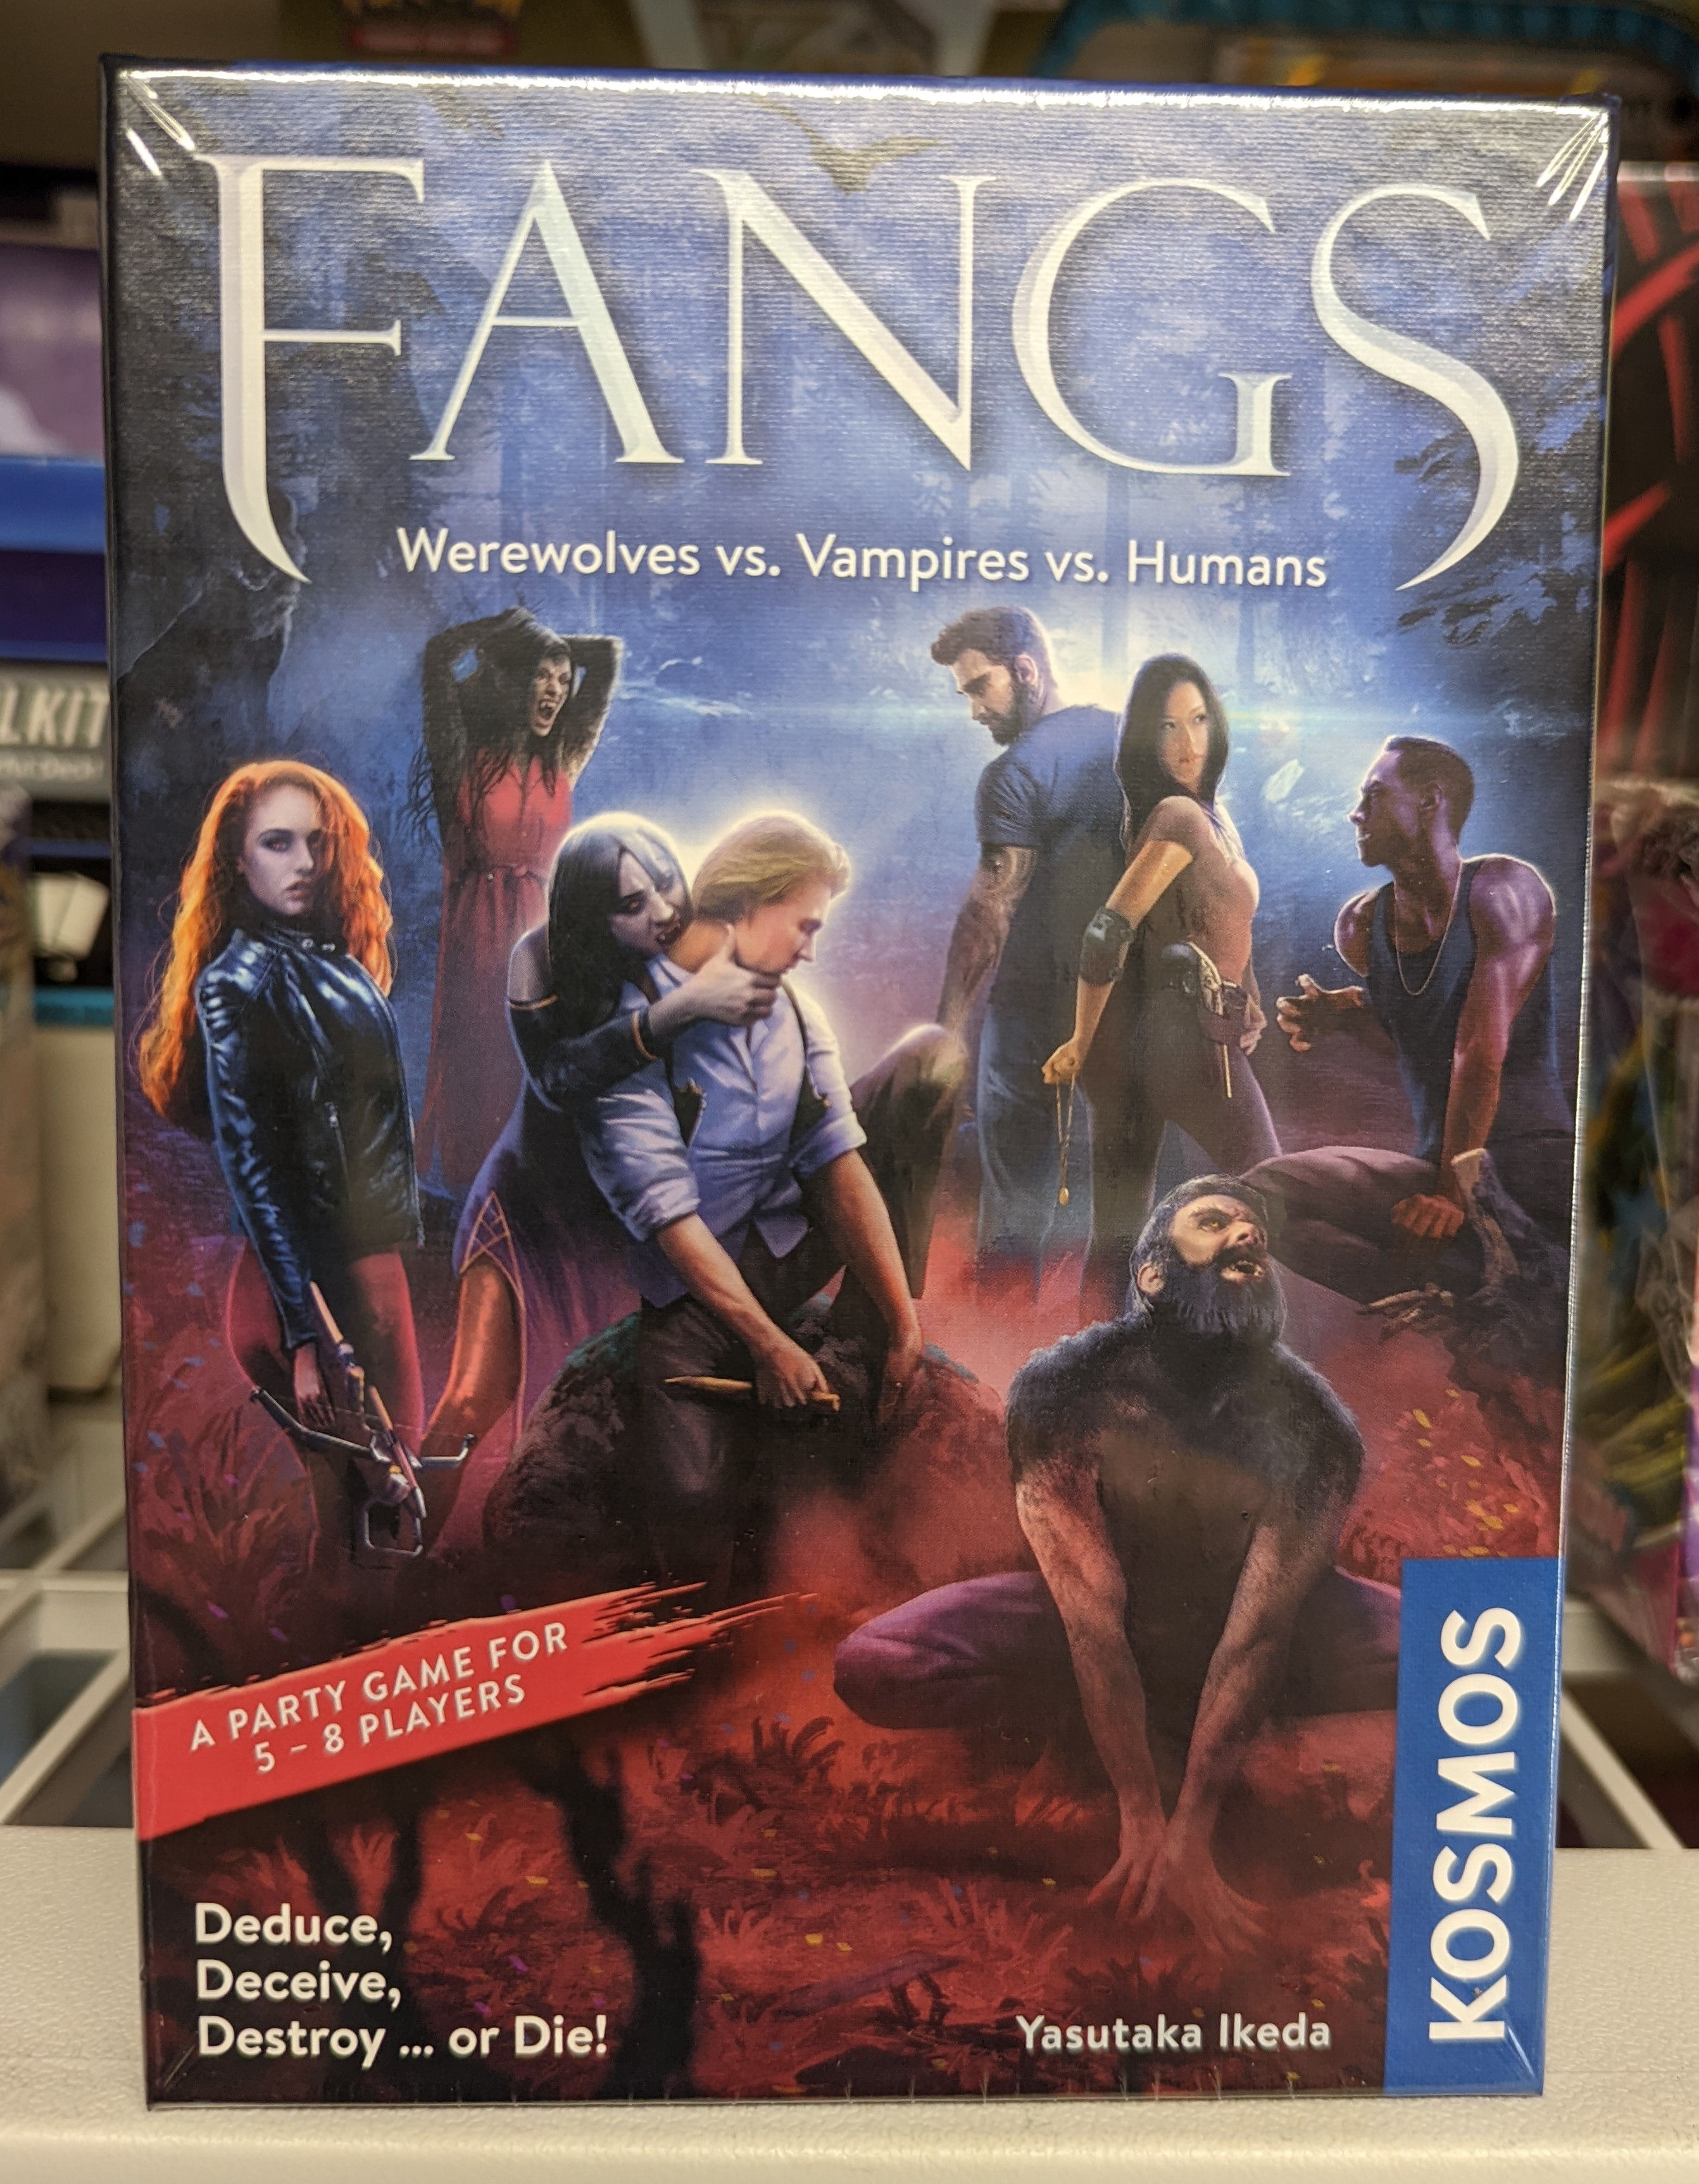 FANGS
Werewolves vs. Vampires vs. Humans
LKIT
A PARTY GAME FOR
5 – 8 PLAYERS
Deduce,
Deceive,
Destroy ... or Die!
Yasutaka Ikeda
KOSMOS